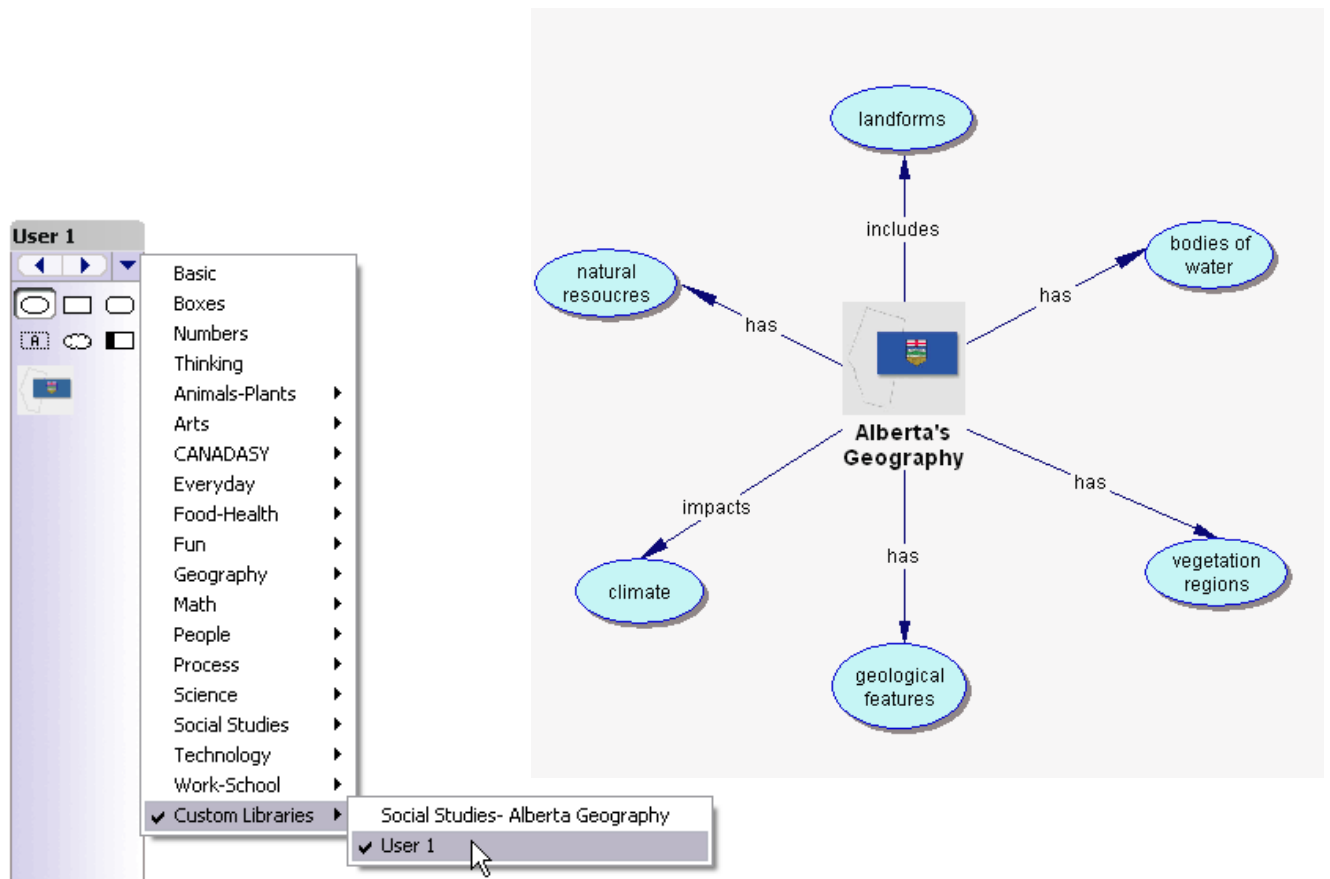 User 1
A
Basic
Boxes
Numbers
Thinking
Animals-Plants
Arts
CANADASY
Everyday
Food-Health
Fun
Geography
Math
People
Process
Science
Social Studies
Technology
Work-School
Custom Libraries
Social Studies- Alberta Geography
User 1
landforms
includes
natural
resoucres
has
bodies of
water
has
Alberta's
Geography
impacts
climate
has
geological
features
has
vegetation
regions